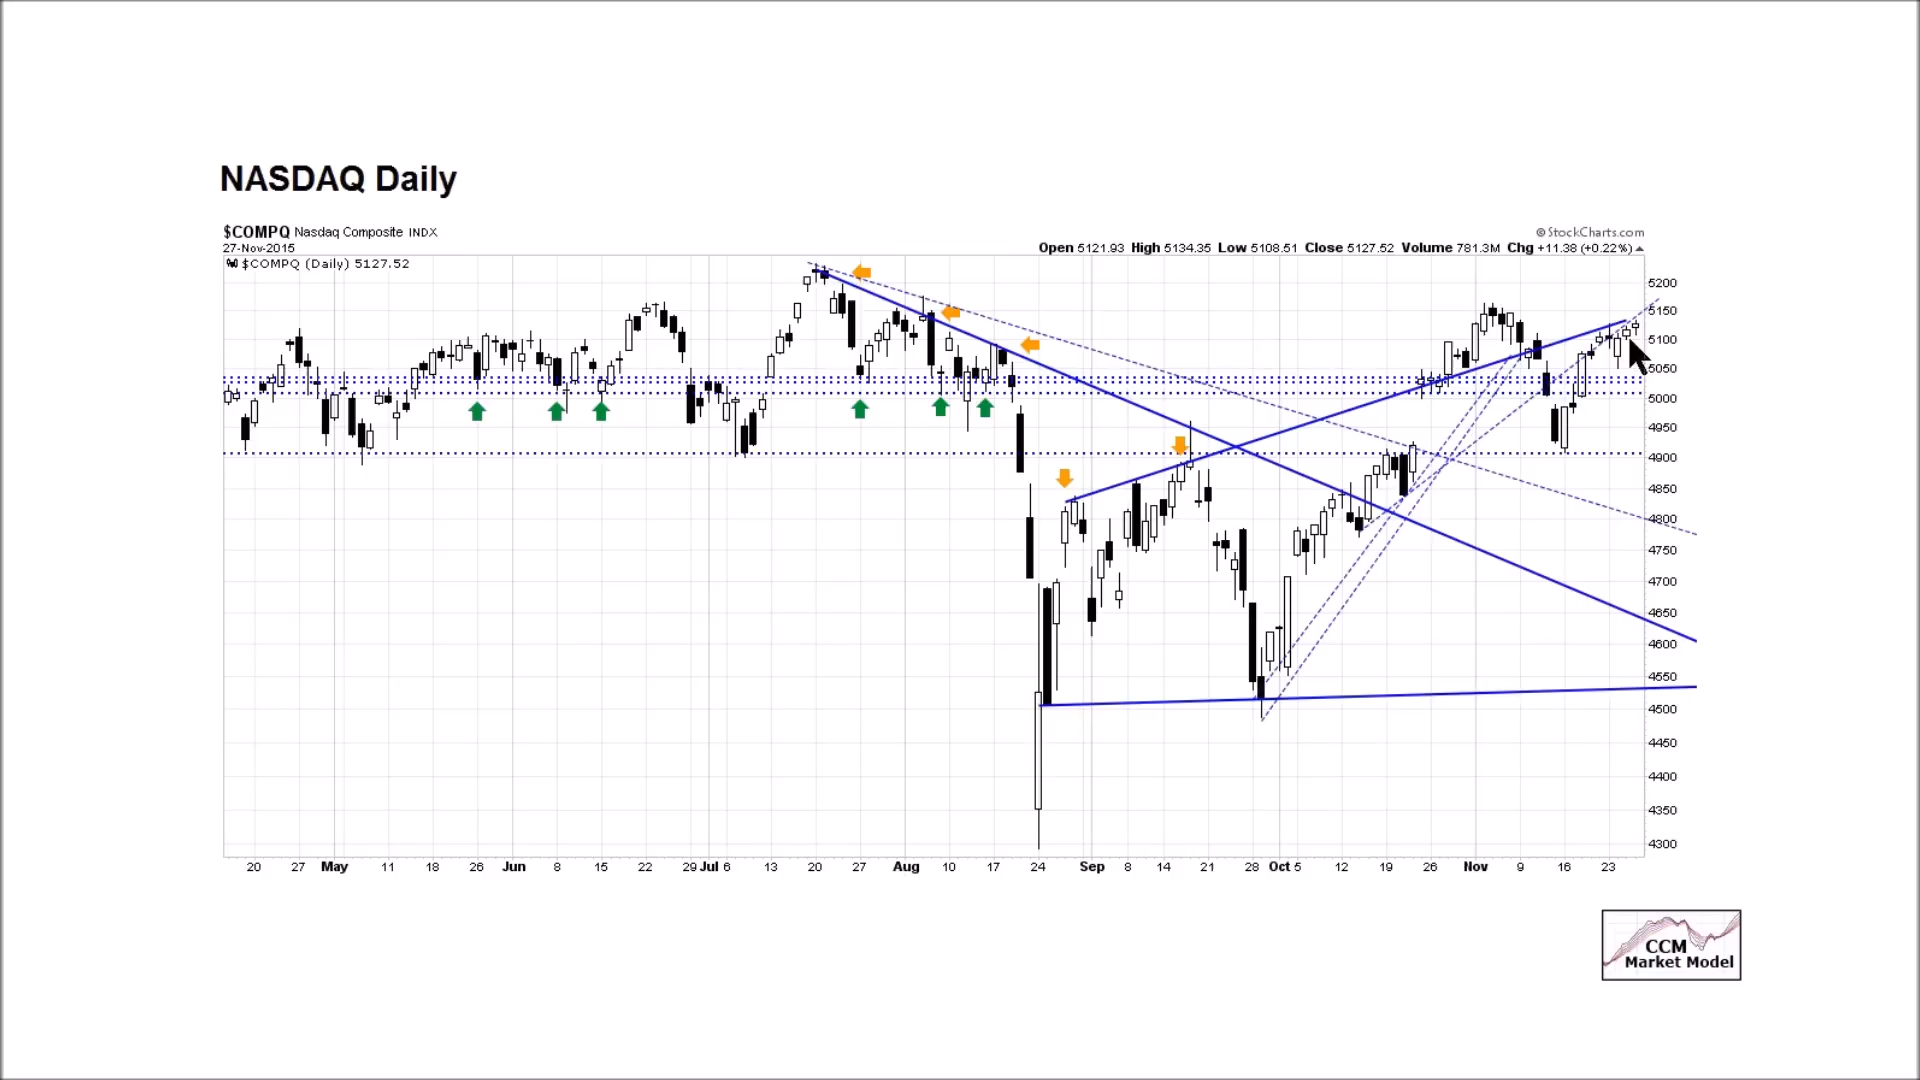 NASDAQ Daily
$COMPQ Nasdaq Composite INDX
© StockCharts.com
27-Nov-2015
Open 5121.93 High 5134.35 Low 5108.51 Close 5127.52 Volume 781.3M Chg +11.38 (+0.22%)
$COMPQ (Daily) 5127.52
5200
5150
5100
5050
5000
4950
4900
4850
4800
4750
4700
4650
4600
4550
4500
4450
4400
4350
4300
20 27 May 11 18 26 Jun 8 15 22 29 Jul 6 13 20 27 Aug 10 17 24 Sep 8 14 21 28 Oct 5 12 19 26 Nov 9 16 23
CCM
Market Model